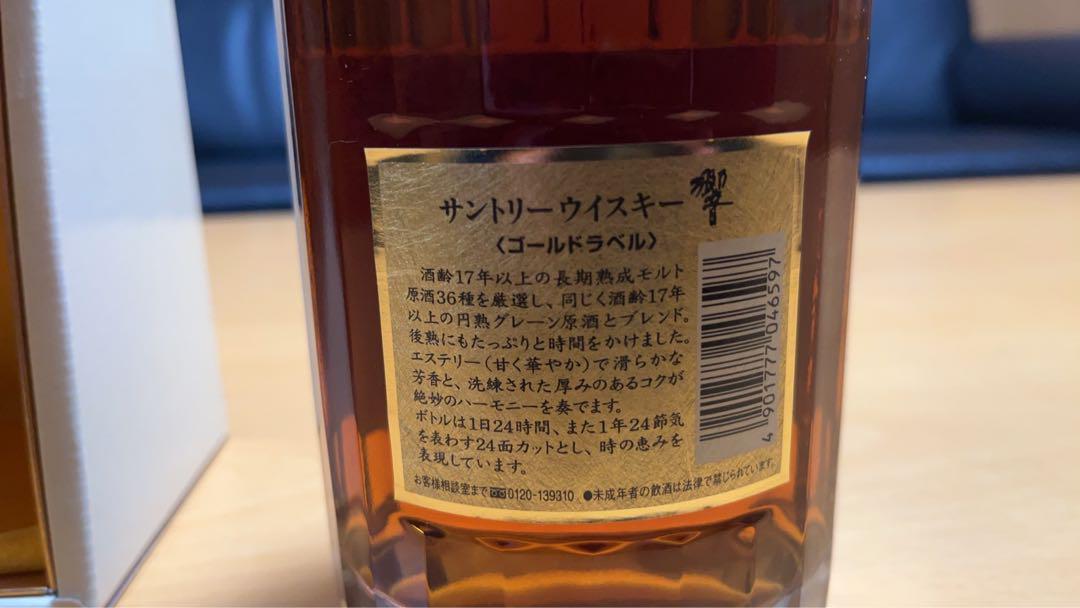 サントリーウイスキー響
〈ゴールドラベル〉
酒齢17年以上の長期熟成モルト
原酒36種を厳選し、同じく酒齢17年
以上の円熟グレーン原酒とブレンド。
後熟にもたっぷりと時間をかけました。
エステリー(甘く華やか)で滑らかな
芳香と、洗練された厚みのあるコクが
絶妙のハーモニーを奏でます。
ボトルは1日24時間、また1年24節気
を表わす24面カットとし、時の恵みを
表現しています。
お客様相談室まで 0120-139310 ●未成年者の飲酒は法律で禁じられています。
4 901777 046597